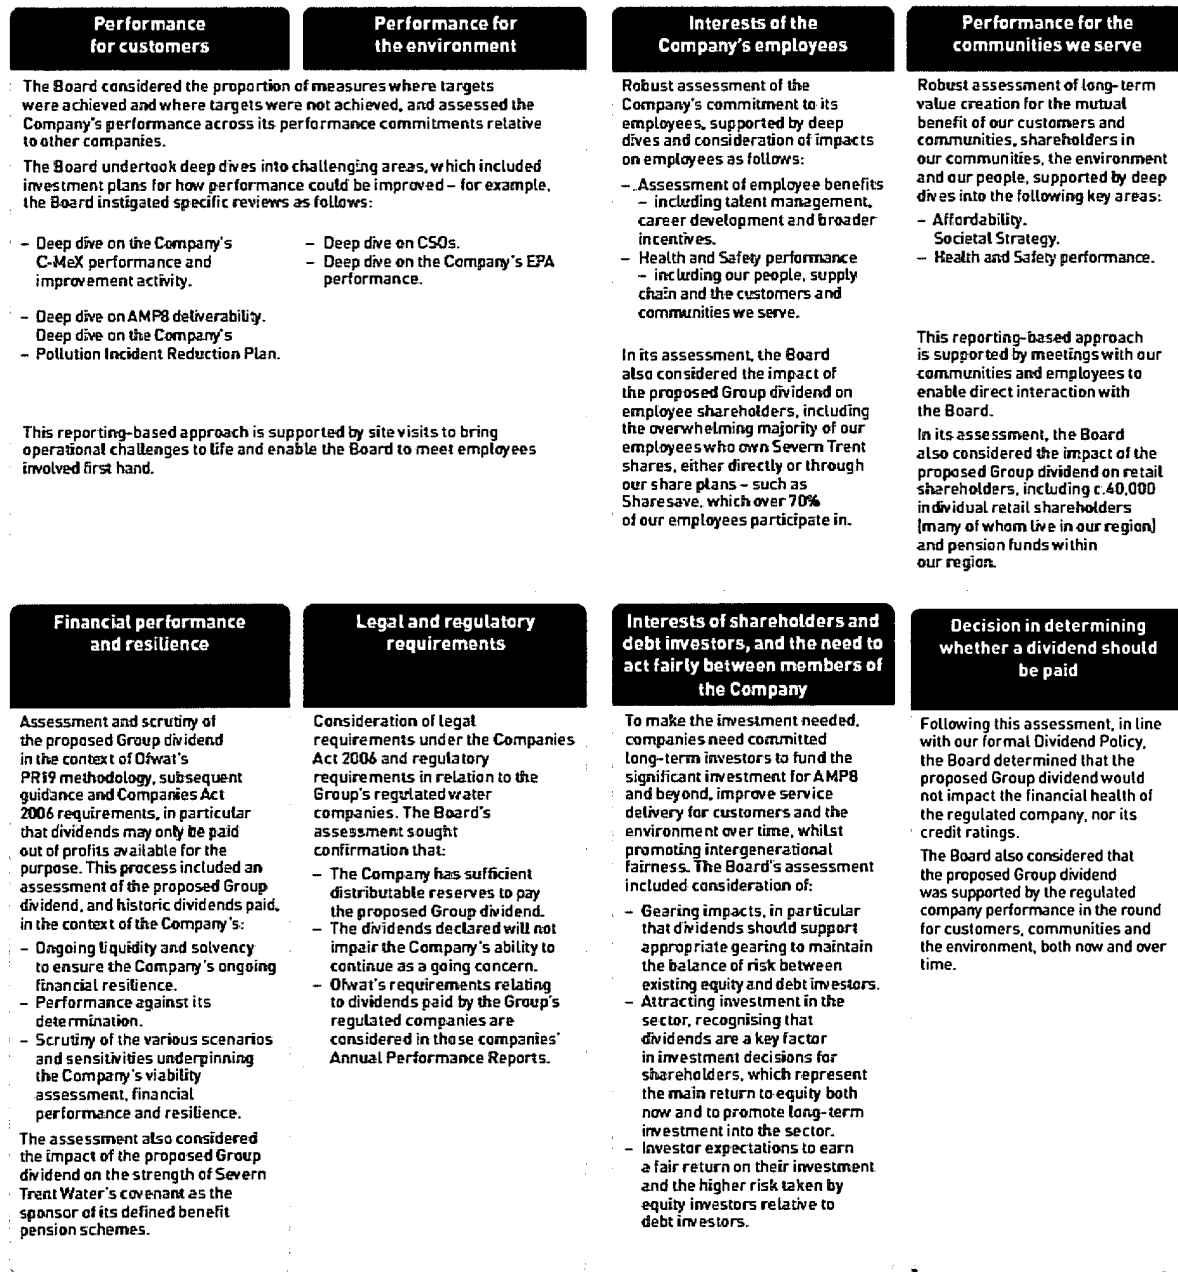 Performance
for customers
Performance for
the environment
The Board considered the proportion of measures where targets
were achieved and where targets were not achieved, and assessed the
Company's performance across its performance commitments relative
to other companies.
The Board undertook deep dives into challenging areas, which included
investment plans for how performance could be improved – for example,
the Board instigated specific reviews as follows:
– Deep dive on the Company's
C-MeX performance and
improvement activity.
– Deep dive on AMP8 deliverability.
Deep dive on the Company's
– Pollution Incident Reduction Plan.
– Deep dive on CSOs.
– Deep dive on the Company's EPA
performance.
This reporting-based approach is supported by site visits to bring
operational challenges to life and enable the Board to meet employees
involved first hand.
Interests of the
Company's employees
Robust assessment of the
Company's commitment to its
employees, supported by deep
dives and consideration of impacts
on employees as follows:
– Assessment of employee benefits
– including talent management,
career development and broader
incentives.
– Health and Safety performance
– including our people, supply
chain and the customers and
communities we serve.
In its assessment, the Board
also considered the impact of
the proposed Group dividend on
employee shareholders, including
the overwhelming majority of our
employees who own Severn Trent
shares, either directly or through
our share plans – such as
Sharesave, which over 70%
of our employees participate in.
Performance for the
communities we serve
Robust assessment of long-term
value creation for the mutual
benefit of our customers and
communities, shareholders in
our communities, the environment
and our people, supported by deep
dives into the following key areas:
– Affordability.
Societal Strategy.
– Health and Safety performance.
This reporting-based approach
is supported by meetings with our
communities and employees to
enable direct interaction with
the Board.
In its assessment, the Board
also considered the impact of the
proposed Group dividend on retail
shareholders, including c.40,000
individual retail shareholders
(many of whom live in our region)
and pension funds within
our region.
Financial performance
and resilience
Assessment and scrutiny of
the proposed Group dividend
in the context of Ofwat's
PR19 methodology, subsequent
guidance and Companies Act
2006 requirements, in particular
that dividends may only be paid
out of profits available for the
purpose. This process included an
assessment of the proposed Group
dividend, and historic dividends paid,
in the context of the Company's:
– Ongoing liquidity and solvency
to ensure the Company's ongoing
financial resilience.
– Performance against its
determination.
– Scrutiny of the various scenarios
and sensitivities underpinning
the Company's viability
assessment, financial
performance and resilience.
The assessment also considered
the impact of the proposed Group
dividend on the strength of Severn
Trent Water's covenant as the
sponsor of its defined benefit
pension schemes.
Legal and regulatory
requirements
Consideration of legal
requirements under the Companies
Act 2006 and regulatory
requirements in relation to the
Group's regulated water
companies. The Board's
assessment sought
confirmation that:
– The Company has sufficient
distributable reserves to pay
the proposed Group dividend.
– The dividends declared will not
impair the Company's ability to
continue as a going concern.
– Ofwat's requirements relating
to dividends paid by the Group's
regulated companies are
considered in those companies'
Annual Performance Reports.
Interests of shareholders and
debt investors, and the need to
act fairly between members of
the Company
To make the investment needed,
companies need committed
long-term investors to fund the
significant investment for AMP8
and beyond, improve service
delivery for customers and the
environment over time, whilst
promoting intergenerational
fairness. The Board's assessment
included consideration of:
– Gearing impacts, in particular
that dividends should support
appropriate gearing to maintain
the balance of risk between
existing equity and debt investors.
– Attracting investment in the
sector, recognising that
dividends are a key factor
in investment decisions for
shareholders, which represent
the main return to equity both
now and to promote long-term
investment into the sector.
– Investor expectations to earn
a fair return on their investment
and the higher risk taken by
equity investors relative to
debt investors.
Decision in determining
whether a dividend should
be paid
Following this assessment, in line
with our formal Dividend Policy,
the Board determined that the
proposed Group dividend would
not impact the financial health of
the regulated company, nor its
credit ratings.
The Board also considered that
the proposed Group dividend
was supported by the regulated
company performance in the round
for customers, communities and
the environment, both now and over
time.